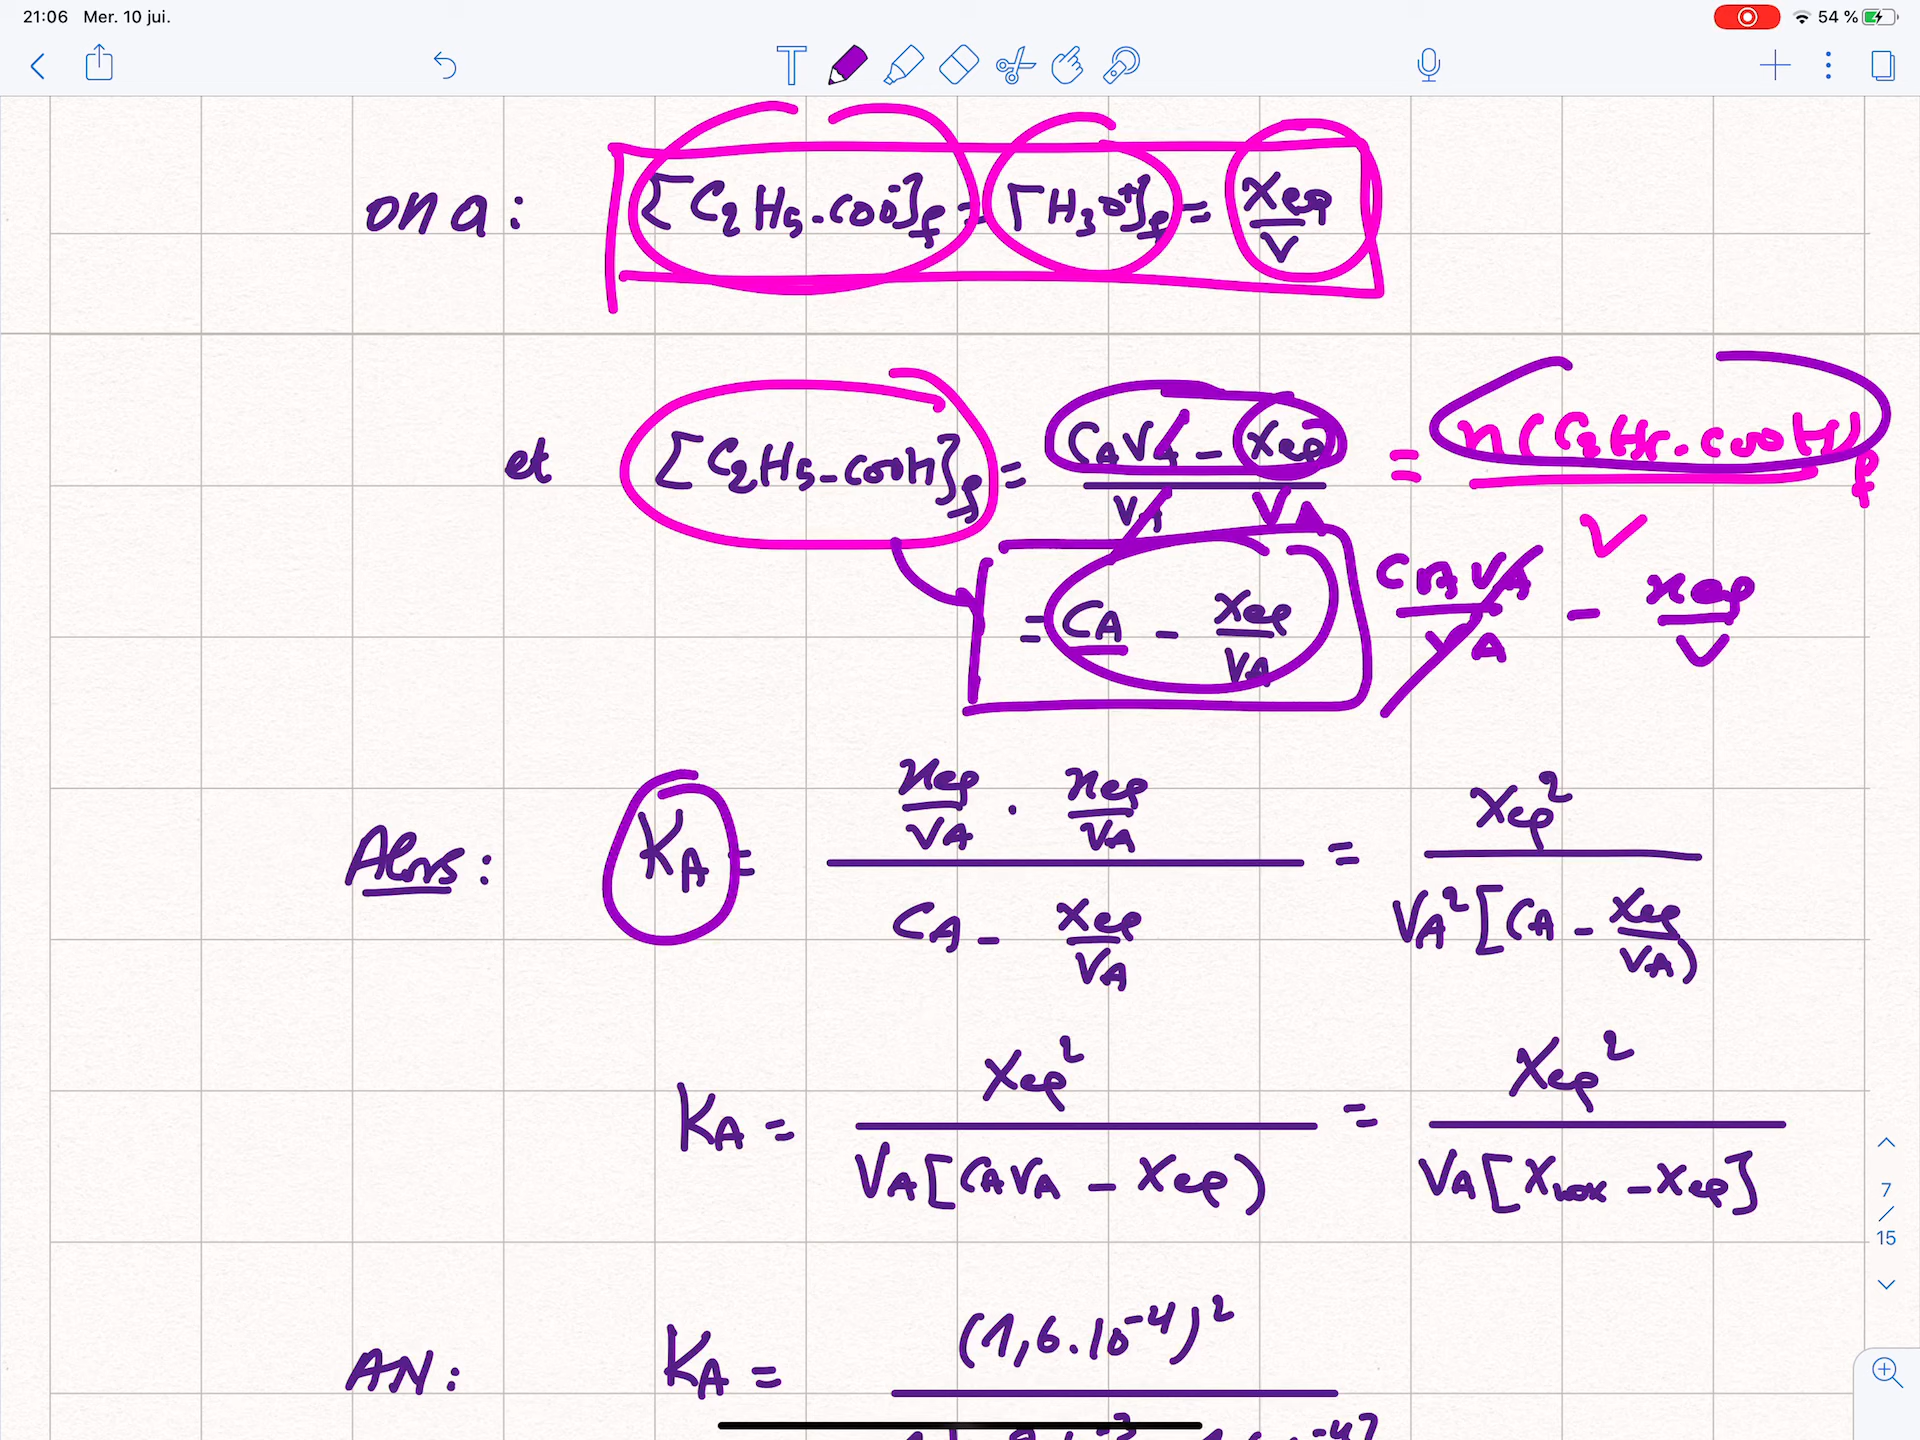 21:06 Mer. 10 jui. 54 %
on a : [C₂H₅-COO⁻]f = [H₃O⁺]f = xeq/V
et [C₂H₅-COOH]f = (CAVA - xeq)/VA = n(C₂H₅-COOH)f/V
VA
= CA - xeq/VA CAVA/VA - xeq/V
Alors : KA = (xeq/VA · xeq/VA)/(CA - xeq/VA) = xeq²/(VA²[CA - xeq/VA))
KA = xeq²/(VA[CAVA - xeq)) = xeq²/(VA[xmax - xeq])
7
/
15
AN : KA = (1,6.10⁻⁴)²